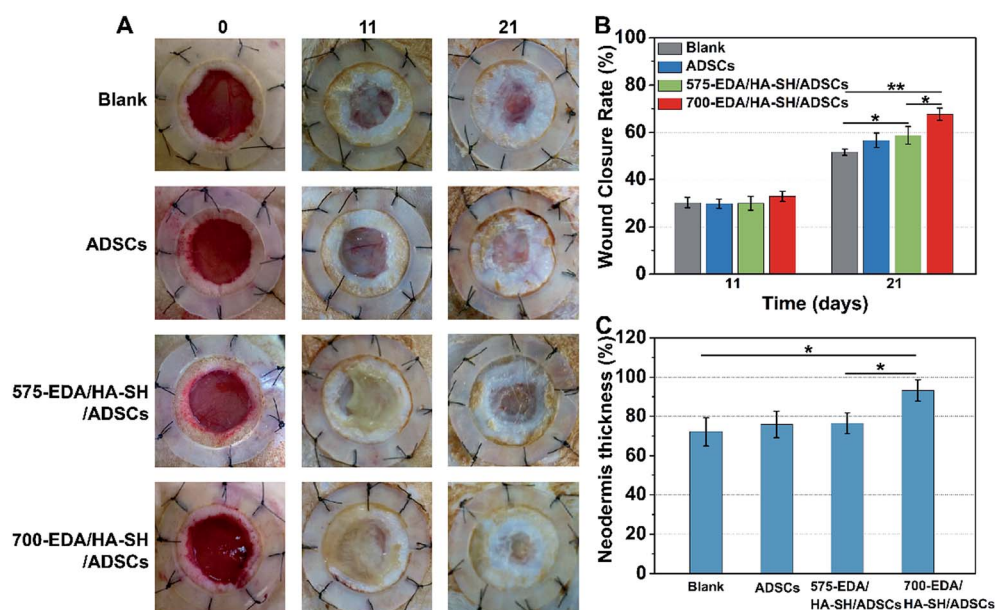 A
0
11
21
Blank
ADSCs
575-EDA/HA-SH
/ADSCs
700-EDA/HA-SH
/ADSCs
B
Wound Closure Rate (%)
80
60
40
20
0
Blank
ADSCs
575-EDA/HA-SH/ADSCs
700-EDA/HA-SH/ADSCs
**
*
*
11
21
Time (days)
C
Neodermis thickness (%)
120
100
80
60
40
20
0
*
*
Blank
ADSCs
575-EDA/
HA-SH/ADSCs
700-EDA/
HA-SH/ADSCs